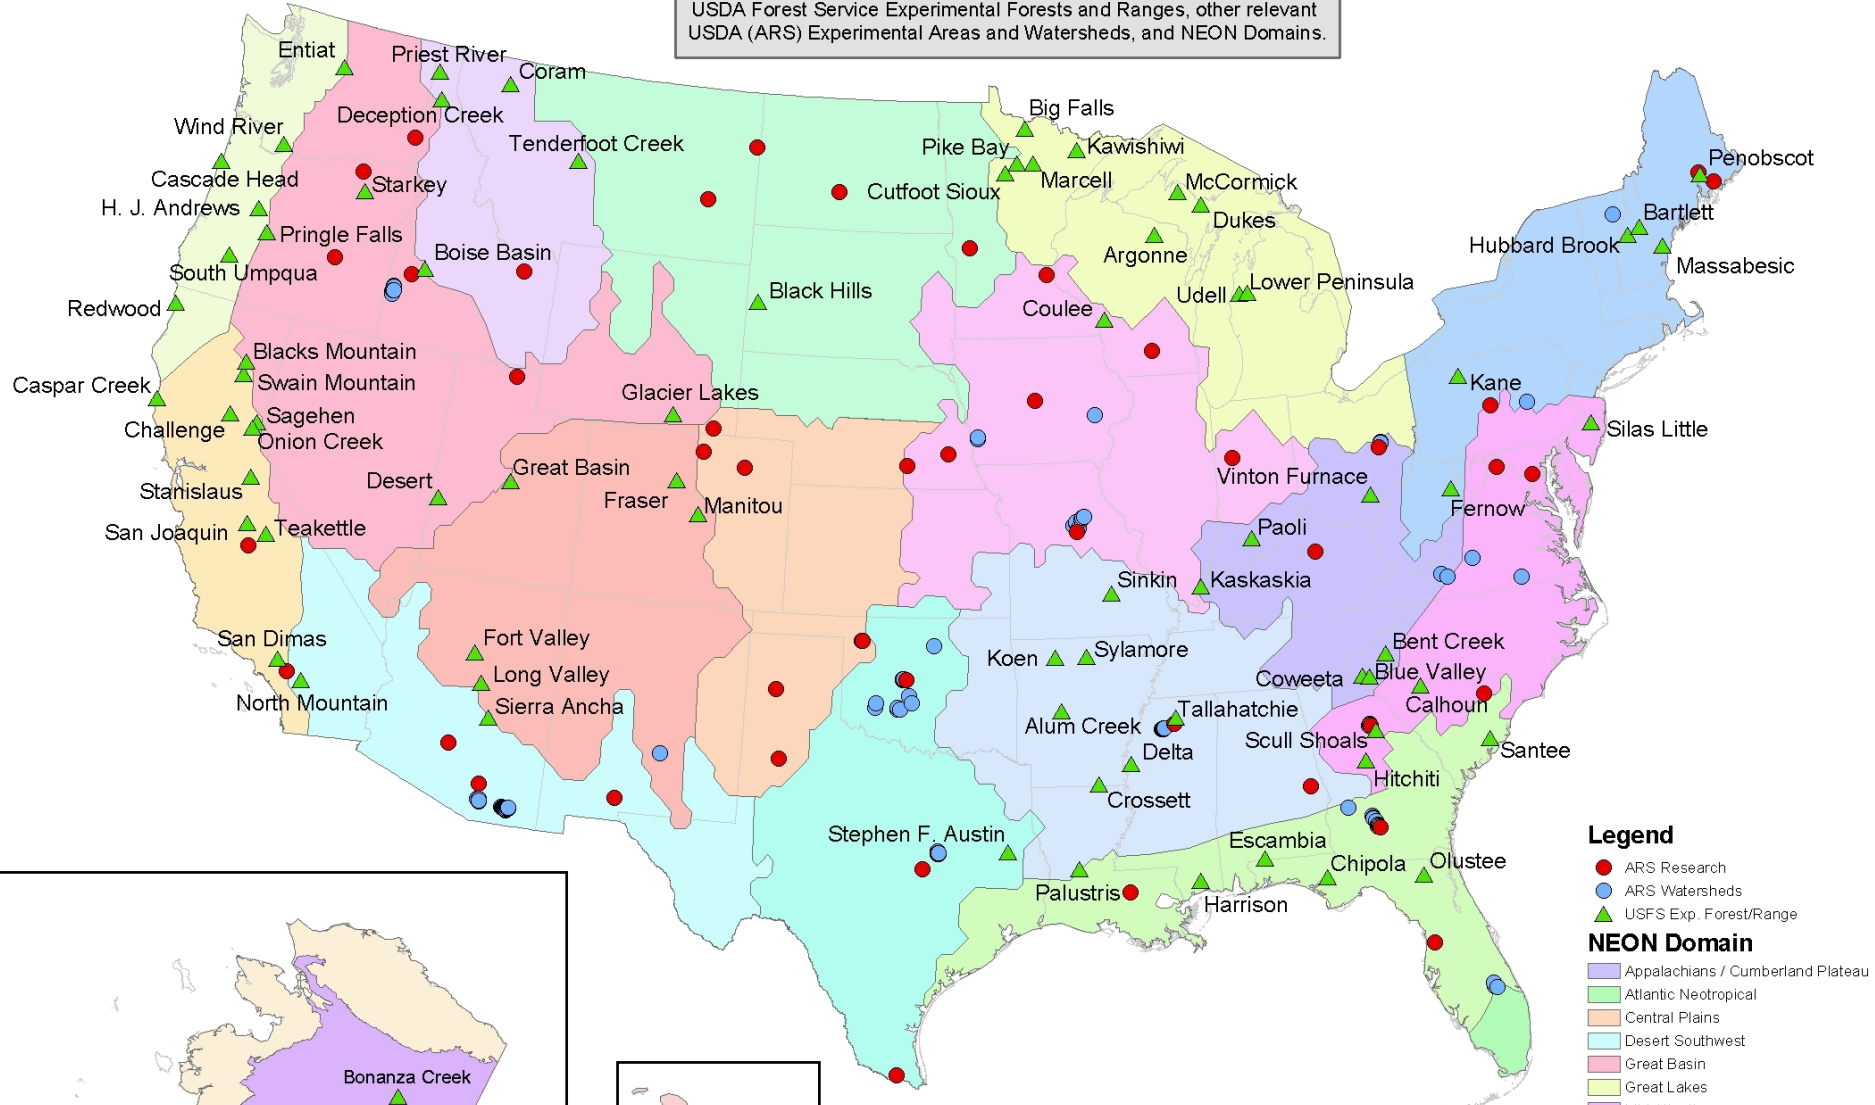 USDA Forest Service Experimental Forests and Ranges, other relevant
USDA (ARS) Experimental Areas and Watersheds, and NEON Domains.
Entiat
Priest River
Coram
Deception Creek
Wind River
Tenderfoot Creek
Cascade Head
Starkey
H. J. Andrews
Pringle Falls
South Umpqua
Boise Basin
Redwood
Black Hills
Big Falls
Pike Bay
Kawishiwi
Cutfoot Sioux
Marcell
McCormick
Dukes
Argonne
Udell
Lower Peninsula
Coulee
Penobscot
Bartlett
Hubbard Brook
Massabesic
Kane
Silas Little
Blacks Mountain
Swain Mountain
Caspar Creek
Challenge
Sagehen
Onion Creek
Glacier Lakes
Desert
Great Basin
Fraser
Manitou
Stanislaus
San Joaquin
Teakettle
Vinton Furnace
Fernow
Paoli
Kaskaskia
Sinkin
San Dimas
North Mountain
Fort Valley
Long Valley
Sierra Ancha
Koen
Sylamore
Bent Creek
Coweeta
Blue Valley
Calhoun
Alum Creek
Tallahatchie
Delta
Scull Shoals
Hitchiti
Santee
Crossett
Stephen F. Austin
Escambia
Chipola
Olustee
Palustris
Harrison
Bonanza Creek
Legend
ARS Research
ARS Watersheds
USFS Exp. Forest/Range
NEON Domain
Appalachians / Cumberland Plateau
Atlantic Neotropical
Central Plains
Desert Southwest
Great Basin
Great Lakes